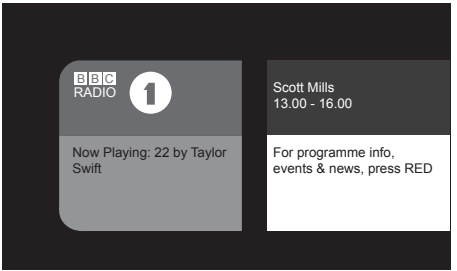 BBC
RADIO 1
Now Playing: 22 by Taylor
Swift
Scott Mills
13.00 - 16.00
For programme info,
events & news, press RED